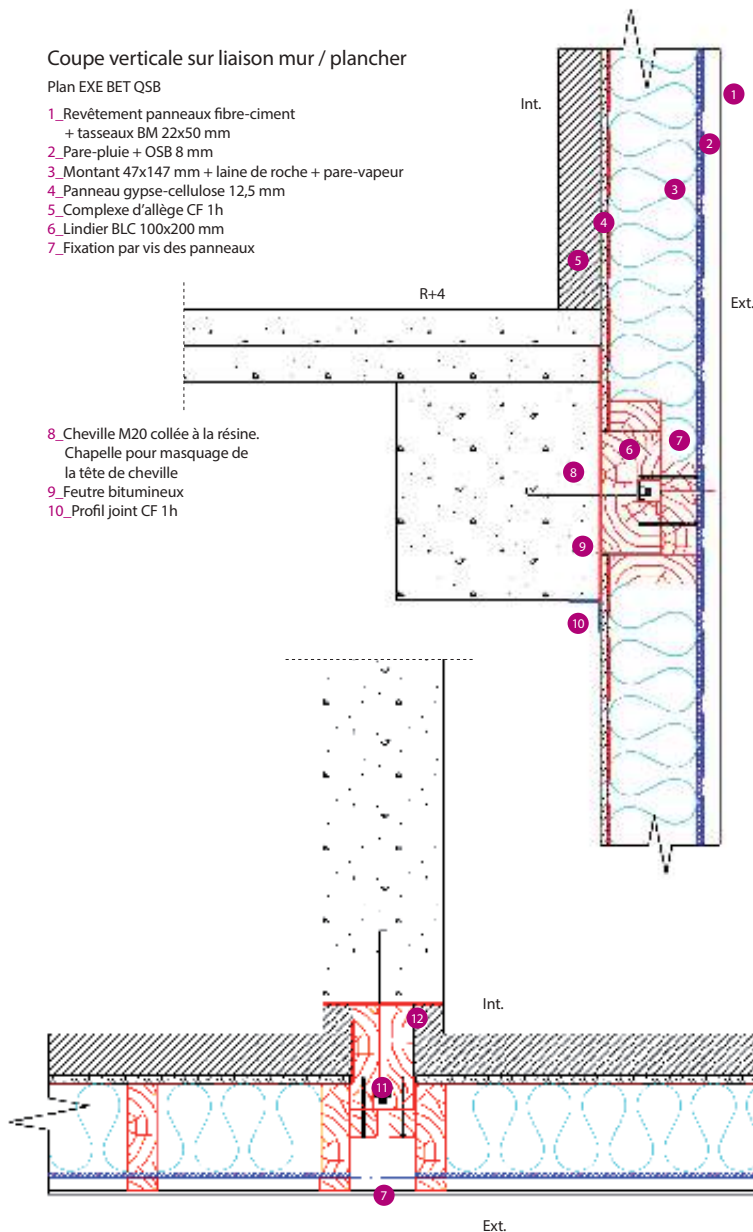 Coupe verticale sur liaison mur / plancher
Plan EXE BET QSB
1_Revêtement panneaux fibre-ciment
+ tasseaux BM 22x50 mm
2_Pare-pluie + OSB 8 mm
3_Montant 47x147 mm + laine de roche + pare-vapeur
4_Panneau gypse-cellulose 12,5 mm
5_Complexe d'allège CF 1h
6_Lindier BLC 100x200 mm
7_Fixation par vis des panneaux
Int.
1
2
3
4
5
R+4
Ext.
8_Cheville M20 collée à la résine.
Chapelle pour masquage de
la tête de cheville
9_Feutre bitumineux
10_Profil joint CF 1h
6
7
8
9
10
Int.
12
11
7
Ext.